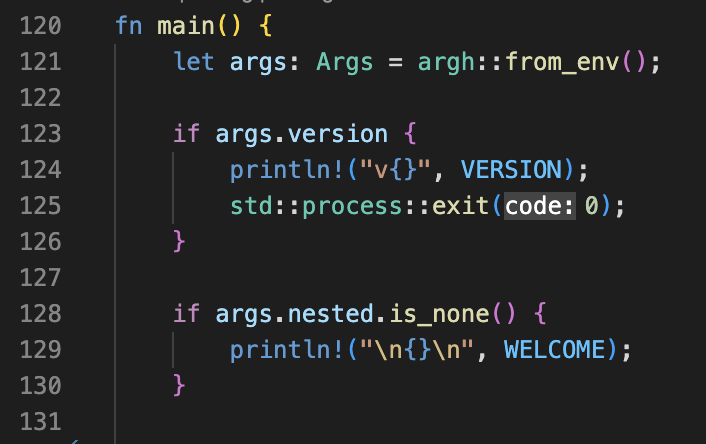 120 fn main() {
121     let args: Args = argh::from_env();
122
123     if args.version {
124         println!("v{}", VERSION);
125         std::process::exit(code: 0);
126     }
127
128     if args.nested.is_none() {
129         println!("\n{}\n", WELCOME);
130     }
131